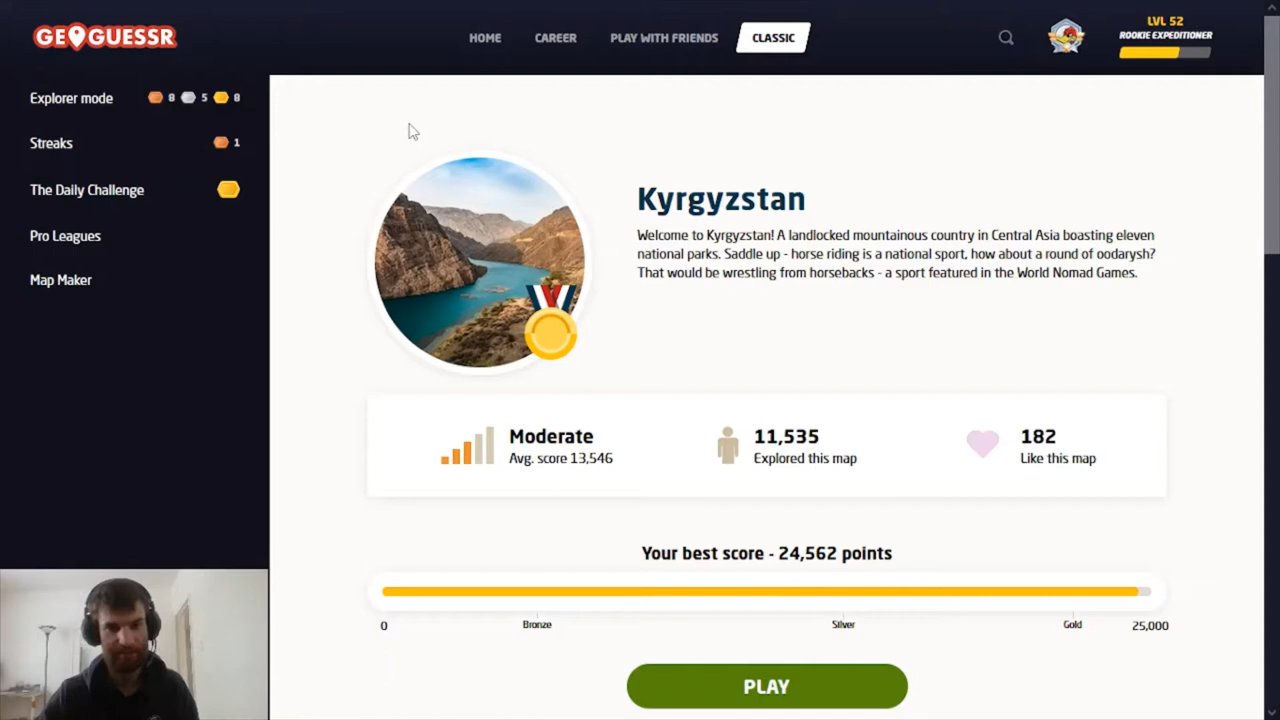 GEOGUESSR
HOME
CAREER
PLAY WITH FRIENDS
CLASSIC
LVL 52
ROOKIE EXPEDITIONER
Explorer mode 8 5 8
Streaks 1
The Daily Challenge
Pro Leagues
Map Maker
Kyrgyzstan
Welcome to Kyrgyzstan! A landlocked mountainous country in Central Asia boasting eleven
national parks. Saddle up - horse riding is a national sport, how about a round of oodarysh?
That would be wrestling from horsebacks - a sport featured in the World Nomad Games.
Moderate
Avg. score 13,546
11,535
Explored this map
182
Like this map
Your best score - 24,562 points
0 Bronze Silver Gold 25,000
PLAY